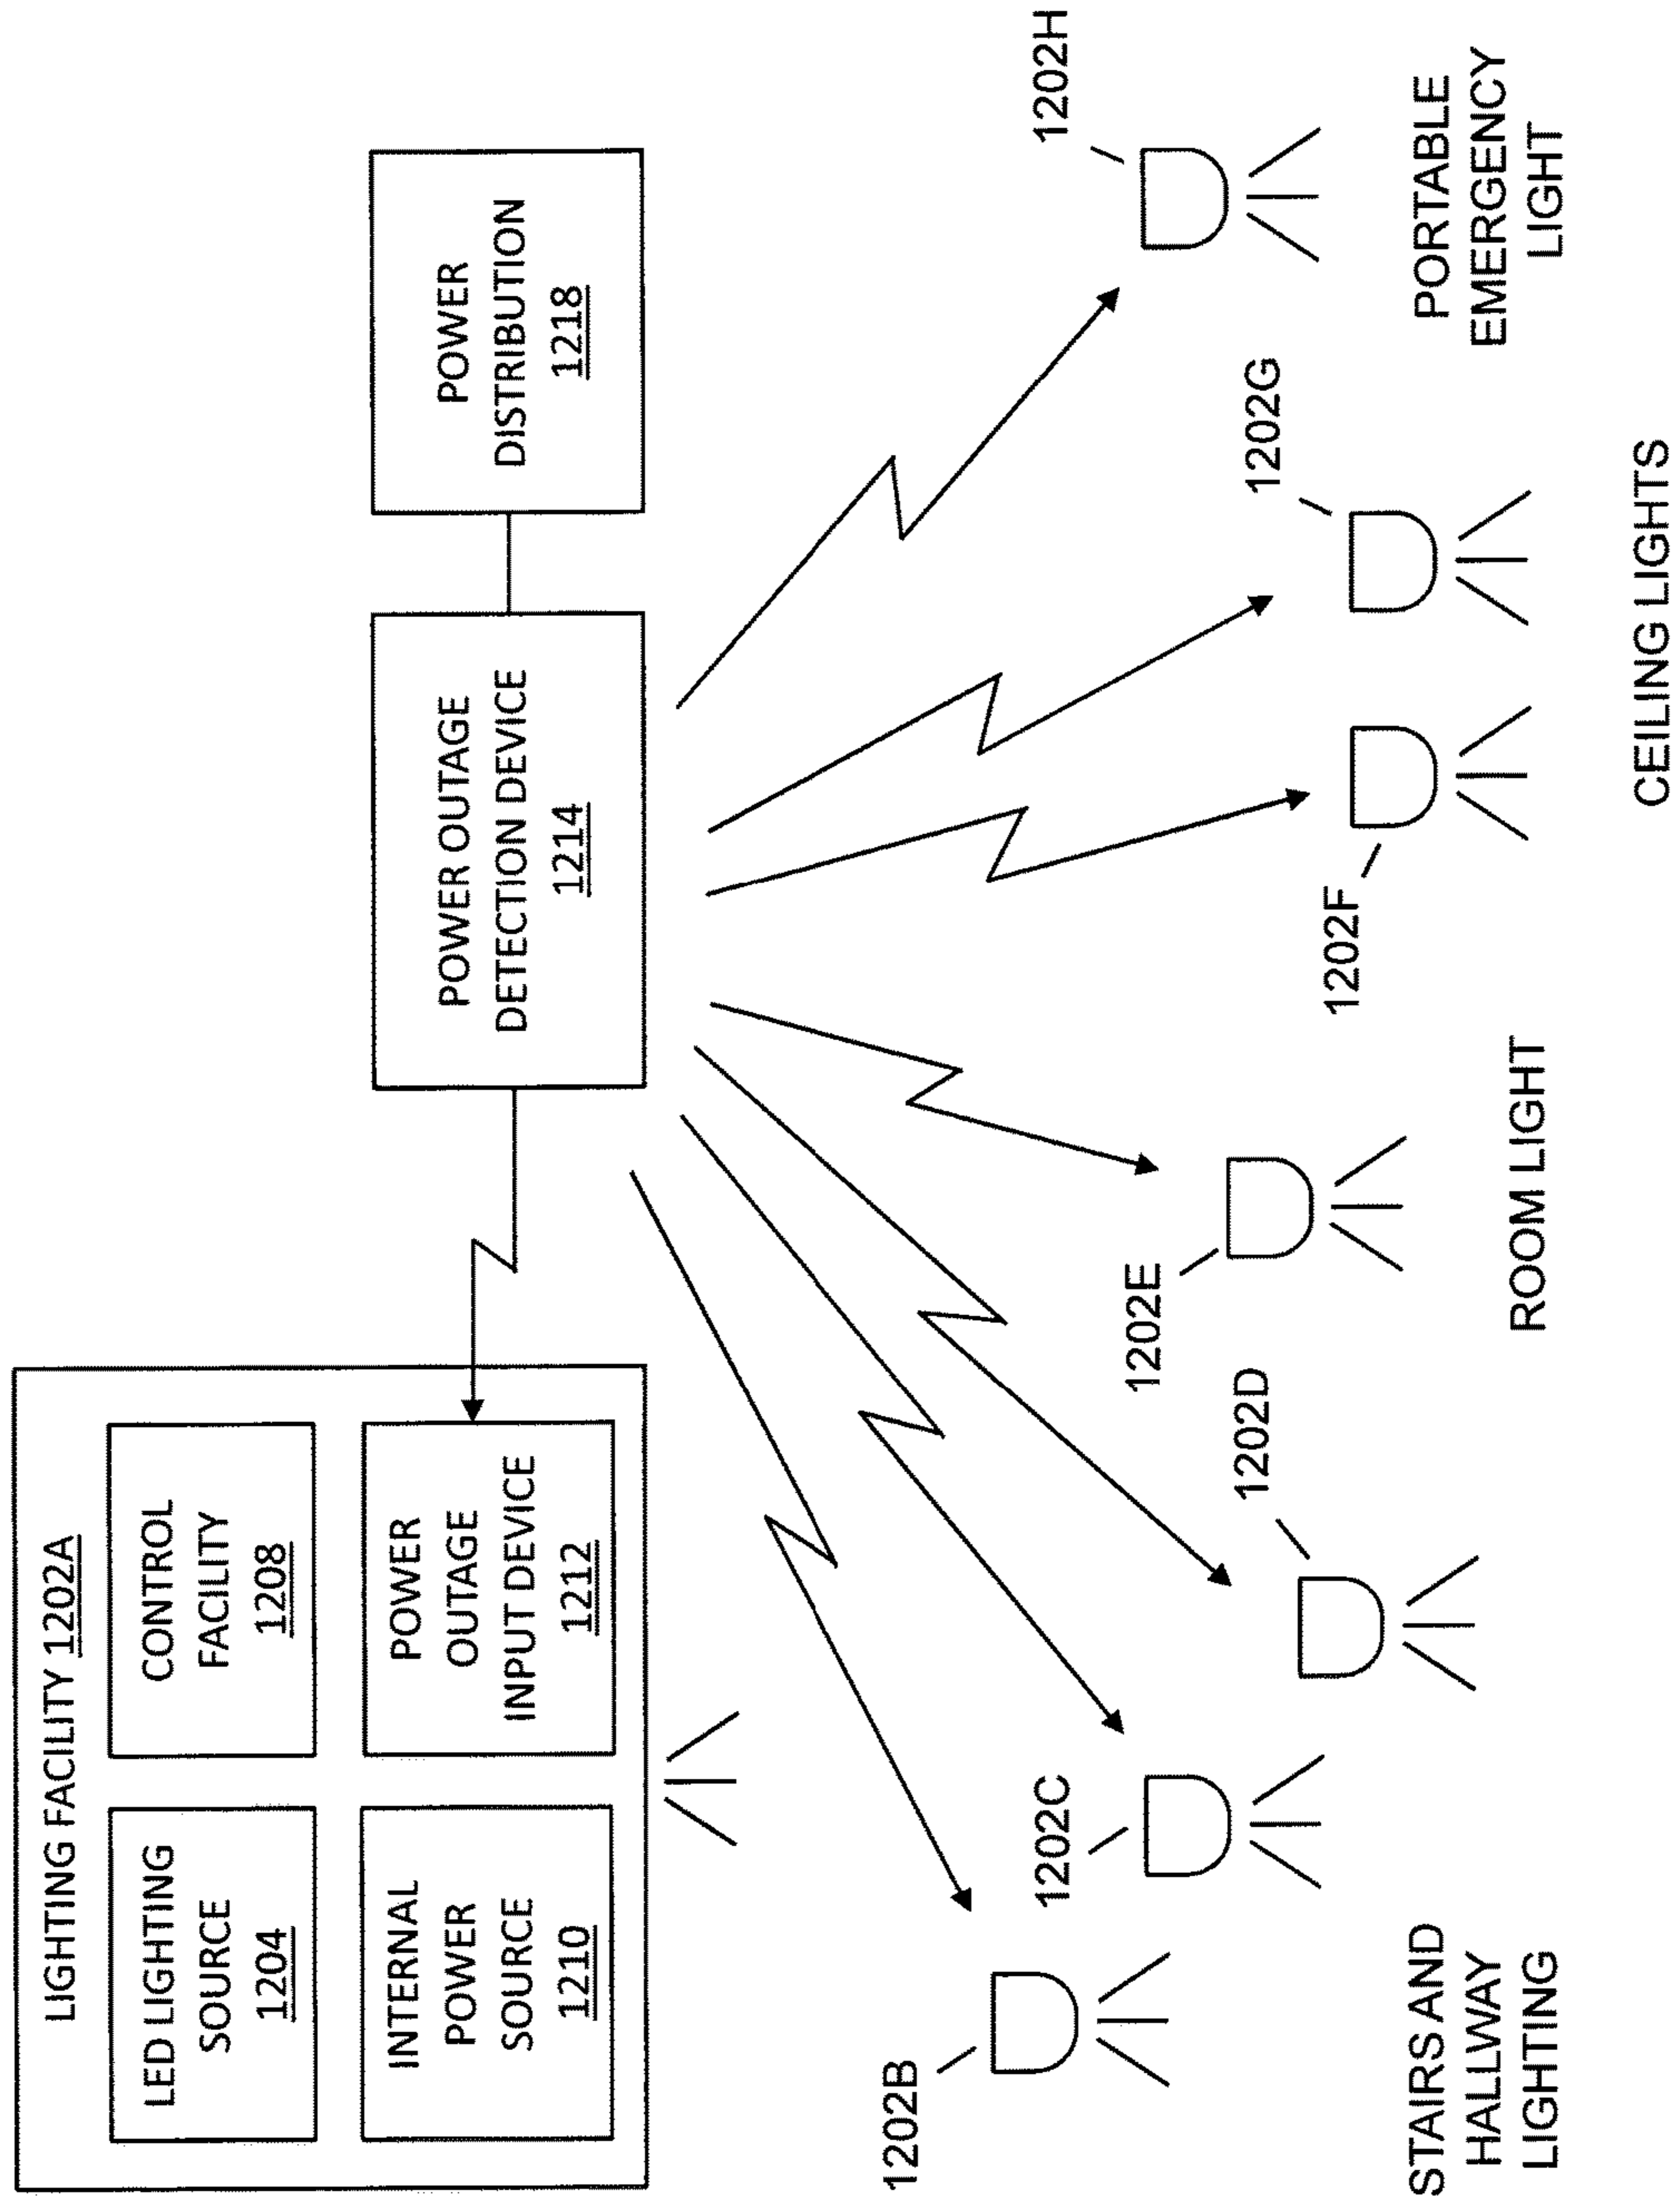 LIGHTING FACILITY 1202A
LED LIGHTING
SOURCE
1204
CONTROL
FACILITY
1208
INTERNAL
POWER
SOURCE
1210
POWER
OUTAGE
INPUT DEVICE
1212
POWER OUTAGE
DETECTION DEVICE
1214
POWER
DISTRIBUTION
1218
1202B
1202C
1202D
1202E
1202F
1202G
1202H
STAIRS AND
HALLWAY
LIGHTING
ROOM LIGHT
CEILING LIGHTS
PORTABLE
EMERGENCY
LIGHT